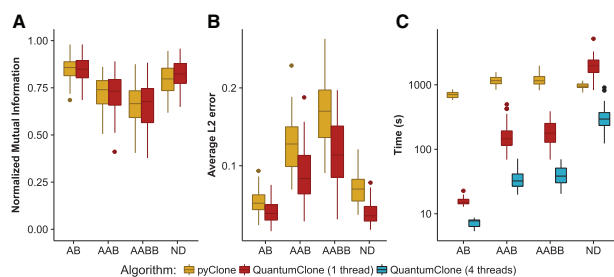 A
B
C
Normalized Mutual Information
1.00
0.75
0.50
0.25
0.00
AB
AAB
AABB
ND
Average L2 error
0.2
0.1
AB
AAB
AABB
ND
Time (s)
1000
100
10
AB
AAB
AABB
ND
Algorithm: pyClone QuantumClone (1 thread) QuantumClone (4 threads)